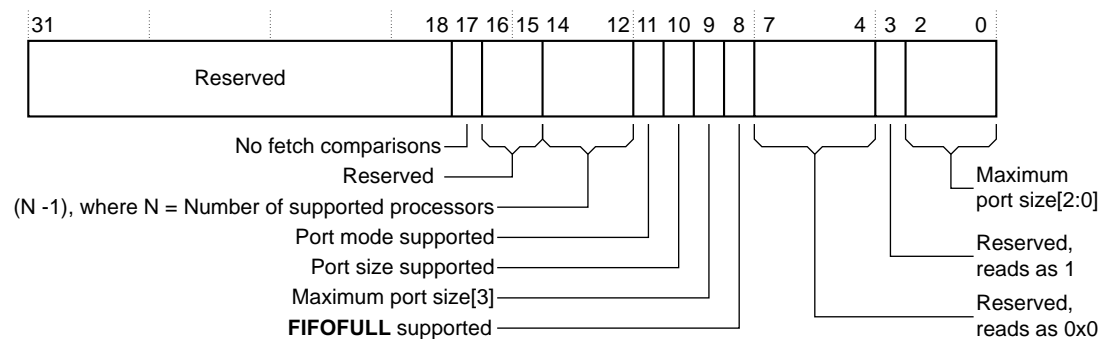 31 18 17 16 15 14 12 11 10 9 8 7 4 3 2 0
Reserved
No fetch comparisons
Reserved
(N -1), where N = Number of supported processors
Port mode supported
Port size supported
Maximum port size[3]
FIFOFULL supported
Maximum
port size[2:0]
Reserved,
reads as 1
Reserved,
reads as 0x0